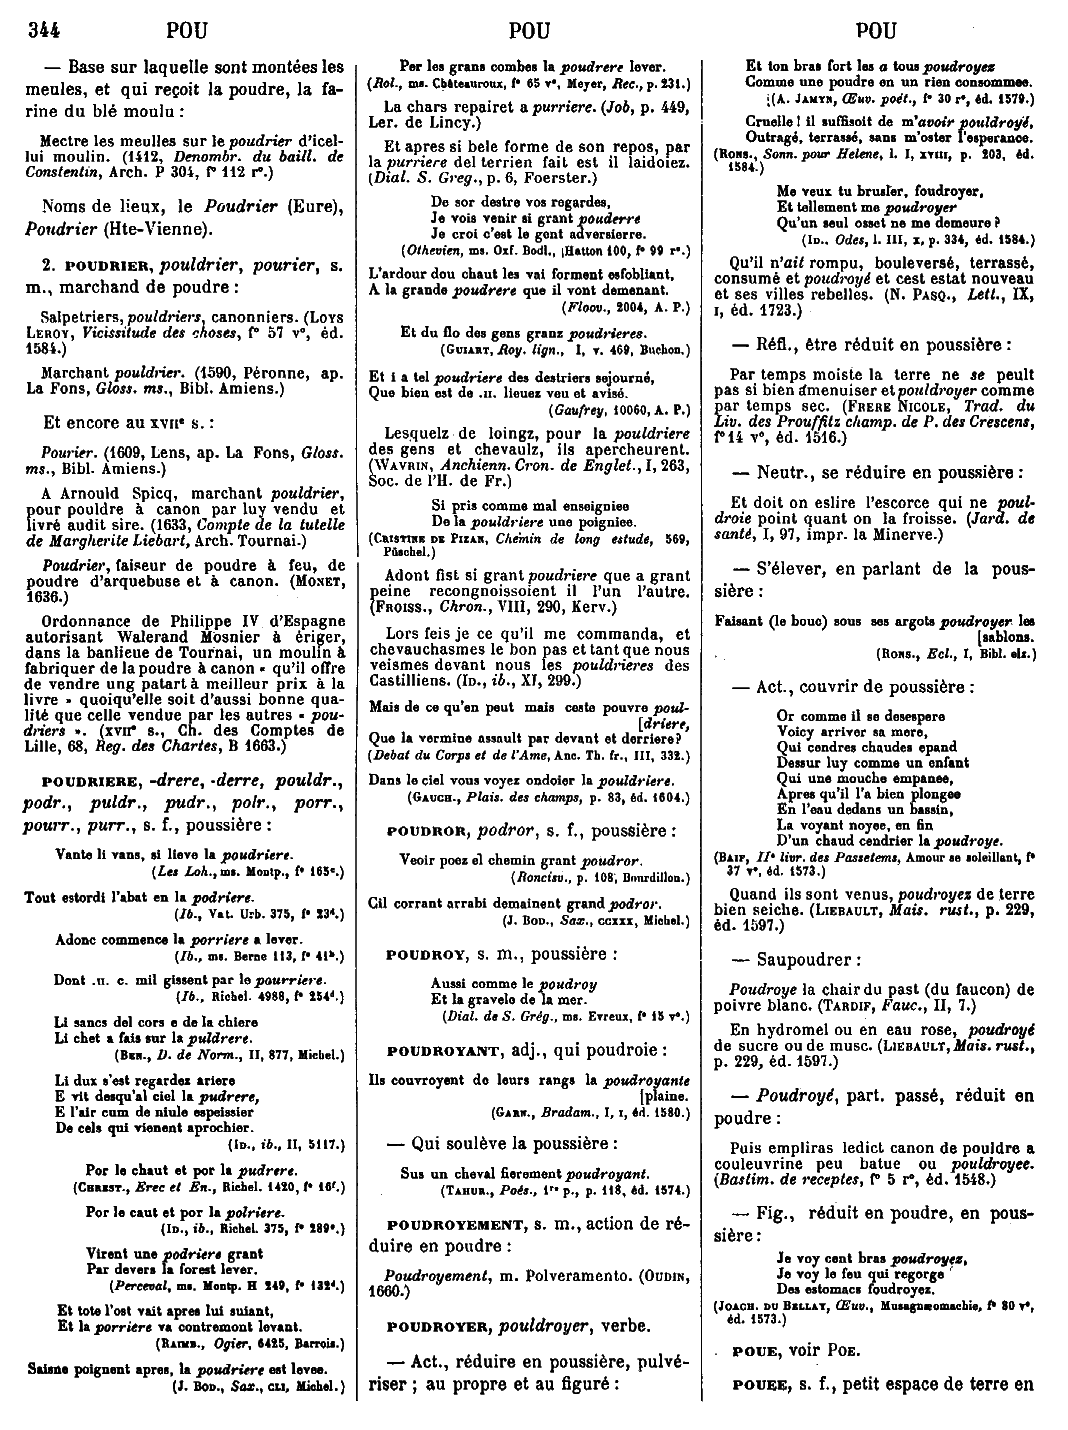 344 POU POU POU
— Base sur laquelle sont montées les
meules, et qui reçoit la poudre, la fa-
rine du blé moulu :
Mectre les meulles sur le poudrier d'icel-
lui moulin. (1412, Denombr. du baill. de
Constentin, Arch. P 304, f° 112 r°.)
Noms de lieux, le Poudrier (Eure),
Poudrier (Hte-Vienne).
2. POUDRIER, pouldrier, pourier, s.
m., marchand de poudre :
Salpetriers, pouldriers, canonniers. (LOYS
LEROY, Vicissitude des choses, f° 57 v°, éd.
1584.)
Marchant pouldrier. (1590, Péronne, ap.
La Fons, Gloss. ms., Bibl. Amiens.)
Et encore au XVIIe s. :
Pourier. (1609, Lens, ap. La Fons, Gloss.
ms., Bibl. Amiens.)
A Arnould Spicq, marchant pouldrier,
pour pouldre à canon par luy vendu et
livré audit sire. (1633, Compte de la tutelle
de Margherite Liebart, Arch. Tournai.)
Poudrier, faiseur de poudre à feu, de
poudre d'arquebuse et à canon. (MONET,
1636.)
Ordonnance de Philippe IV d'Espagne
autorisant Walerand Mosnier à ériger,
dans la banlieue de Tournai, un moulin à
fabriquer de la poudre à canon « qu'il offre
de vendre ung patart à meilleur prix à la
livre » quoiqu'elle soit d'aussi bonne qua-
lité que celle vendue par les autres « pou-
driers ». (XVIIe s., Ch. des Comptes de
Lille, 68, Reg. des Chartes, B 1663.)
POUDRIERE, -drere, -derre, pouldr.,
podr., puldr., pudr., polr., porr.,
pourr., purr., s. f., poussière :
Vante li vans, si lieve la poudriere.
(Les Loh., ms. Montp., f° 165c.)
Tout estordi l'abat en la podriere.
(Ib., Vat. Urb. 375, f° 23d.)
Adonc commence la porriere a lever.
(Ib., ms. Berne 113, f° 41b.)
Dont .II. c. mil gissent par le pourriere.
(Ib., Richel. 4988, f° 254d.)
Li sancs del cors e de la chiere
Li chet a fais sur la puldrere.
(BEN., D. de Norm., II, 877, Michel.)
Li dux s'est regardez ariere
E vit desqu'al ciel la pudrere,
E l'air cum de niule espeissier
De cels qui vienent aprochier.
(ID., ib., II, 5117.)
Por le chaut et por la pudrere.
(CHREST., Erec et En., Richel. 1420, f° 16f.)
Por le caut et por la polriere.
(ID., ib., Richel. 375, f° 289e.)
Virent une podriere grant
Par devers la forest lever.
(Perceval, ms. Montp. H 249, f° 132d.)
Et tote l'ost vait apres lui suiant,
Et la porriere va contremont levant.
(RAIMB., Ogier, 6425, Barrois.)
Saisne poignent apres, la poudriere est levee.
(J. BOD., Sax., CLI, Michel.)
Per les grans combes la poudrere lever.
(Rol., ms. Châteauroux, f° 65 v°, Meyer, Rec., p. 231.)
La chars repairet a purriere. (Job, p. 449,
Ler. de Lincy.)
Et apres si bele forme de son repos, par
la purriere del terrien fait est il laidoiez.
(Dial. S. Greg., p. 6, Foerster.)
De sor destre vos regardes,
Je vois venir si grant pouderre
Je croi c'est le gent adversierre.
(Othevien, ms. Oxf. Bodl., Hatton 100, f° 99 r°.)
L'ardour dou chaut les vai forment esfobliant,
A la grande poudrere que il vont demenant.
(Floov., 2004, A. P.)
Et du flo des gens granz poudrieres.
(GUIART, Roy. lign., I, v. 469, Buchon.)
Et i a tel poudriere des destriers sejourné,
Que bien est de .II. lieuez veu et avisé.
(Gaufrey, 10060, A. P.)
Lesquelz de loingz, pour la pouldriere
des gens et chevaulz, ils apercheurent.
(WAVRIN, Anchienn. Cron. de Englet., I, 263,
Soc. de l'H. de Fr.)
Si pris comme mal enseigniee
De la pouldriere une poigniee.
(CRISTINE DE PIZAN, Chemin de long estude, 569,
Püschel.)
Adont fist si grant poudriere que a grant
peine recongnoissoient il l'un l'autre.
(FROISS., Chron., VIII, 290, Kerv.)
Lors feis je ce qu'il me commanda, et
chevauchasmes le bon pas et tant que nous
veismes devant nous les pouldrieres des
Castilliens. (ID., ib., XI, 299.)
Mais de ce qu'en peut mais ceste pouvre poul-
[driere,
Que la vermine assault par devant et derriere?
(Debat du Corps et de l'Ame, Anc. Th. fr., III, 332.)
Dans le ciel vous voyez ondoier la pouldriere.
(GAUCH., Plais. des champs, p. 83, éd. 1604.)
POUDROR, podror, s. f., poussière :
Veoir poez el chemin grant poudror.
(Roncisv., p. 108, Bourdillon.)
Cil corrant arrabi demainent grand podror.
(J. BOD., Sax., CCXXX, Michel.)
POUDROY, s. m., poussière :
Aussi comme le poudroy
Et la gravele de la mer.
(Dial. de S. Grég., ms. Evreux, f° 15 v°.)
POUDROYANT, adj., qui poudroie :
Ils couvroyent de leurs rangs la poudroyante
[plaine.
(GARN., Bradam., I, I, éd. 1580.)
— Qui soulève la poussière :
Sus un cheval fierement poudroyant.
(TAHUR., Poés., 1re p., p. 118, éd. 1574.)
POUDROYEMENT, s. m., action de ré-
duire en poudre :
Poudroyement, m. Polveramento. (OUDIN,
1660.)
POUDROYER, pouldroyer, verbe.
— Act., réduire en poussière, pulvé-
riser ; au propre et au figuré :
Et ton bras fort les a tous poudroyez
Comme une poudre en un rien consommee.
(A. JAMYN, Œuv. poét., f° 30 r°, éd. 1579.)
Cruelle ! il suffisoit de m'avoir pouldroyé,
Outragé, terrassé, sans m'oster l'esperance.
(RONS., Sonn. pour Helene, l. I, XVIII, p. 203, éd.
1584.)
Me veux tu brusler, foudroyer,
Et tellement me poudroyer
Qu'un seul osset ne me demeure ?
(ID., Odes, l. III, X, p. 334, éd. 1584.)
Qu'il n'ait rompu, bouleversé, terrassé,
consumé et poudroyé et cest estat nouveau
et ses villes rebelles. (N. PASQ., Lett., IX,
I, éd. 1723.)
— Réfl., être réduit en poussière :
Par temps moiste la terre ne se peult
pas si bien amenuiser et pouldroyer comme
par temps sec. (FRERE NICOLE, Trad. du
Liv. des Prouffitz champ. de P. des Crescens,
f° 14 v°, éd. 1516.)
— Neutr., se réduire en poussière :
Et doit on eslire l'escorce qui ne poul-
droie point quant on la froisse. (Jard. de
santé, I, 97, impr. la Minerve.)
— S'élever, en parlant de la pous-
sière :
Faisant (le bouc) sous ses argots poudroyer les
[sablons.
(RONS., Ecl., I, Bibl. elz.)
— Act., couvrir de poussière :
Or comme il se desespere
Voicy arriver sa mere,
Qui cendres chaudes epand
Dessur luy comme un enfant
Qui une mouche empanee,
Apres qu'il l'a bien plongee
En l'eau dedans un bassin,
La voyant noyee, en fin
D'un chaud cendrier la poudroye.
(BAIF, IIe livr. des Passetems, Amour se soleillant, f°
37 v°, éd. 1573.)
Quand ils sont venus, poudroyez de terre
bien seiche. (LIEBAULT, Mais. rust., p. 229,
éd. 1597.)
— Saupoudrer :
Poudroye la chair du past (du faucon) de
poivre blanc. (TARDIF, Fauc., II, 7.)
En hydromel ou en eau rose, poudroyé
de sucre ou de musc. (LIEBAULT, Mais. rust.,
p. 229, éd. 1597.)
— Poudroyé, part. passé, réduit en
poudre :
Puis empliras ledict canon de pouldre a
couleuvrine peu batue ou pouldroyee.
(Bastim. de receptes, f° 5 r°, éd. 1548.)
— Fig., réduit en poudre, en pous-
sière :
Je voy cent bras poudroyez,
Je voy le feu qui regorge
Des estomacs foudroyez.
(JOACH. DU BELLAY, Œuv., Musagnæomachie, f° 80 v°,
éd. 1573.)
POUE, voir POE.
POUEE, s. f., petit espace de terre en